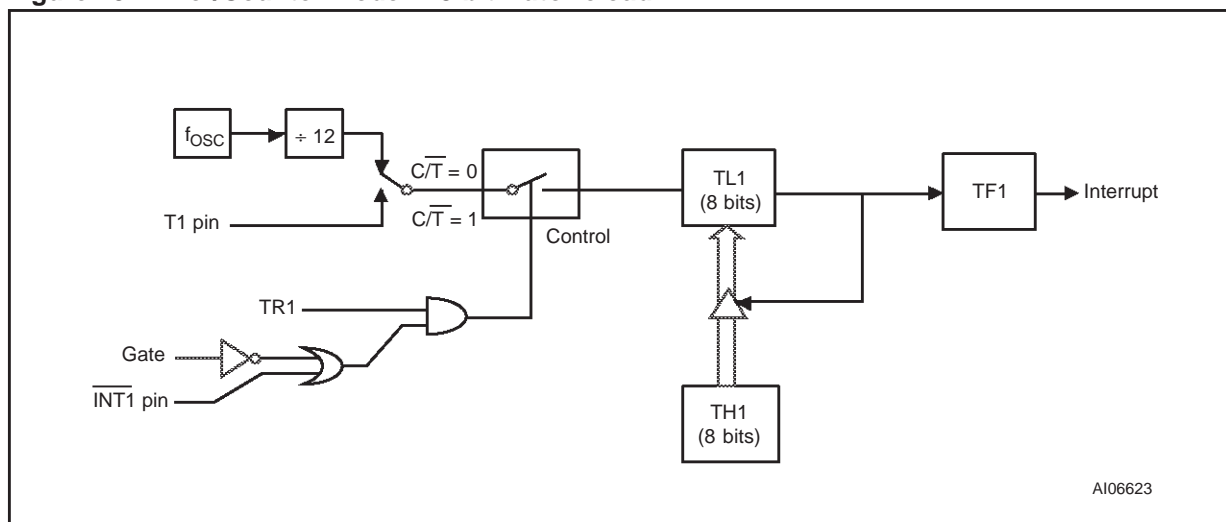 fOSC
÷ 12
C/T̅ = 0
C/T̅ = 1
T1 pin
Control
TL1
(8 bits)
TF1
Interrupt
TR1
Gate
I̅N̅T̅1̅ pin
TH1
(8 bits)
AI06623